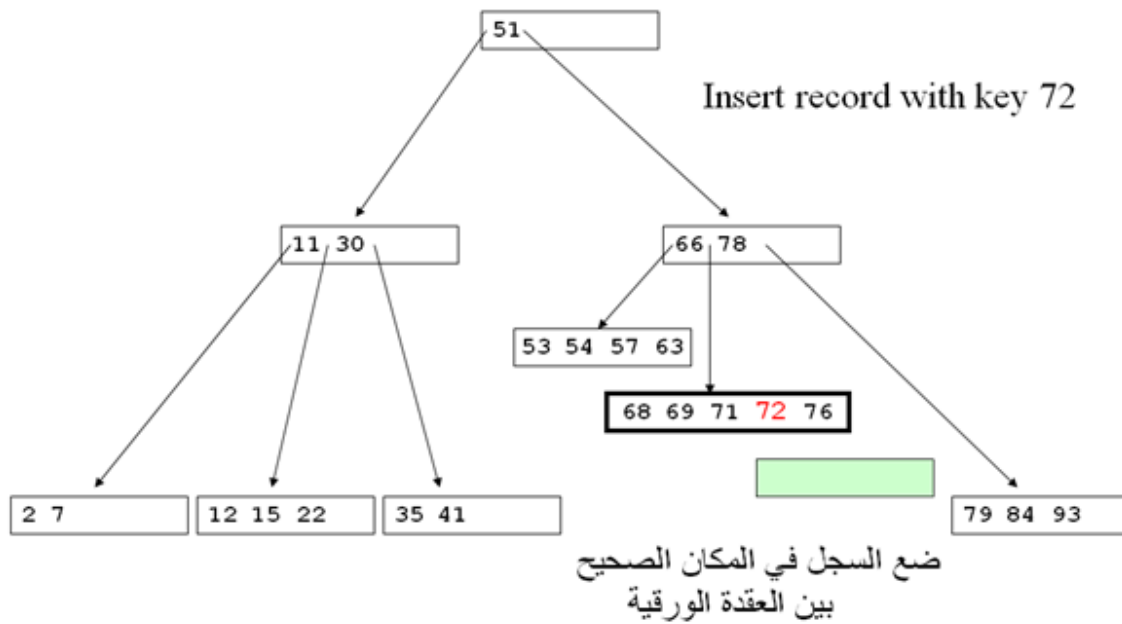 51
Insert record with key 72
11 30
66 78
53 54 57 63
68 69 71 72 76
2 7
12 15 22
35 41
79 84 93
ضع السجل في المكان الصحيح
بين العقدة الورقية